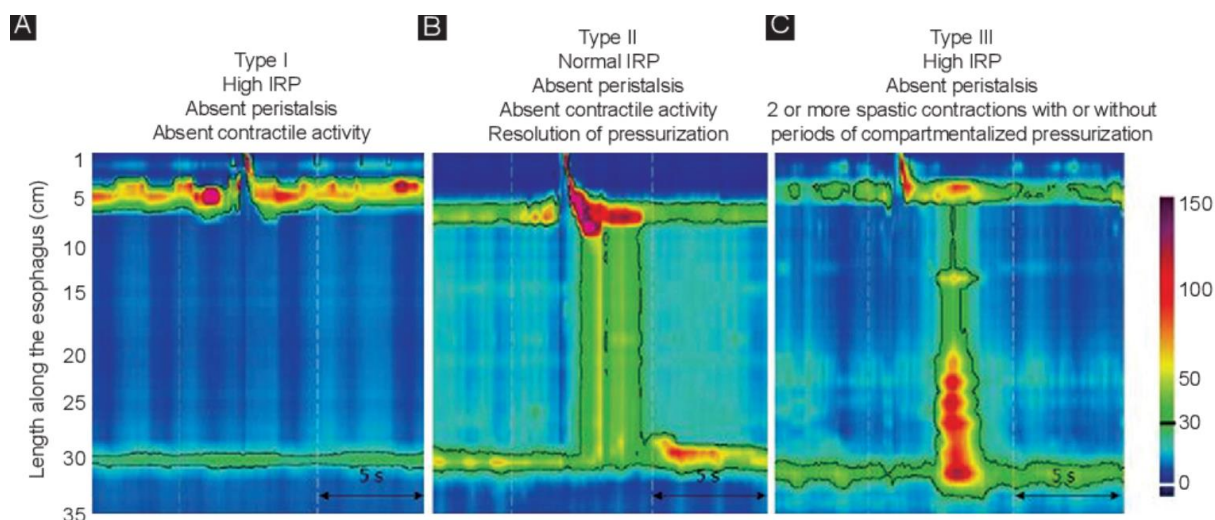 A
Type I
High IRP
Absent peristalsis
Absent contractile activity
B
Type II
Normal IRP
Absent peristalsis
Absent contractile activity
Resolution of pressurization
C
Type III
High IRP
Absent peristalsis
2 or more spastic contractions with or without
periods of compartmentalized pressurization
Length along the esophagus (cm)
1
5
10
15
20
25
30
35
5 s
5 s
5 s
150
100
50
30
0